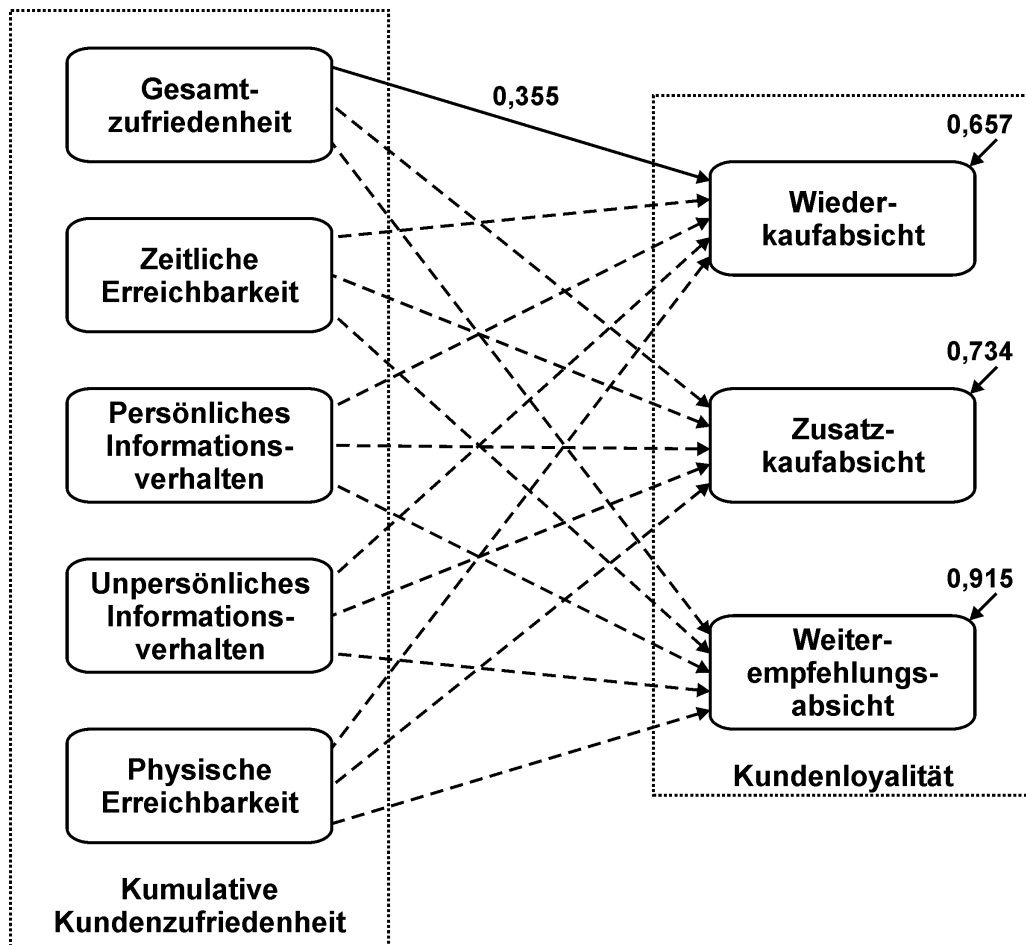 Gesamt-
zufriedenheit
Zeitliche
Erreichbarkeit
Persönliches
Informations-
verhalten
Unpersönliches
Informations-
verhalten
Physische
Erreichbarkeit
Kumulative
Kundenzufriedenheit
0,355
0,657
Wieder-
kaufabsicht
0,734
Zusatz-
kaufabsicht
0,915
Weiter-
empfehlungs-
absicht
Kundenloyalität